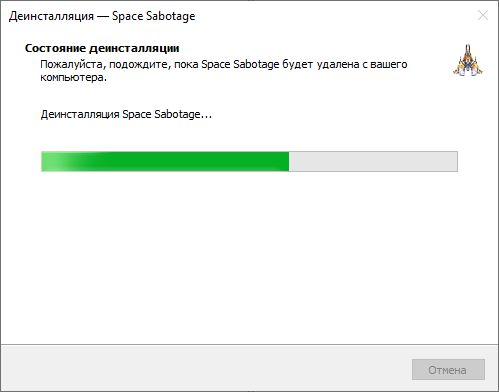 Деинсталляция — Space Sabotage
Состояние деинсталляции
Пожалуйста, подождите, пока Space Sabotage будет удалена с вашего
компьютера.
Деинсталляция Space Sabotage...
Отмена